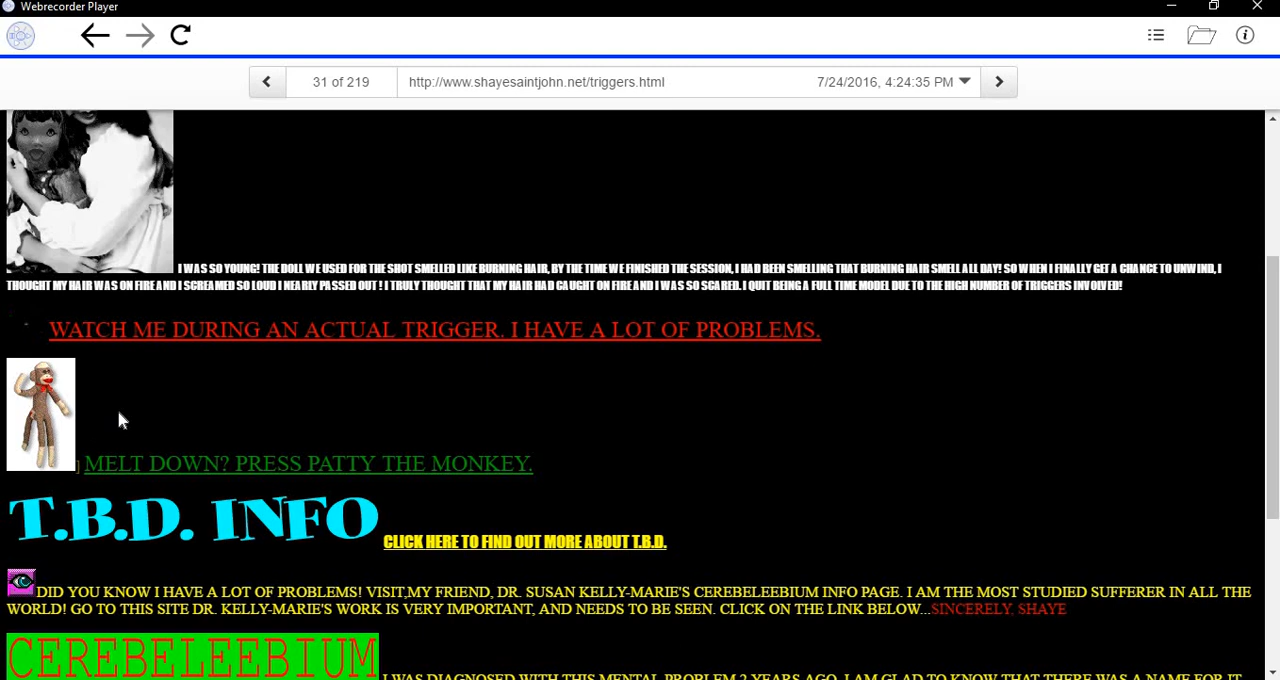 Webrecorder Player
31 of 219 http://www.shayesaintjohn.net/triggers.html 7/24/2016, 4:24:35 PM
I WAS SO YOUNG! THE DOLL WE USED FOR THE SHOT SMELLED LIKE BURNING HAIR, BY THE TIME WE FINISHED THE SESSION, I HAD BEEN SMELLING THAT BURNING HAIR SMELL ALL DAY! SO WHEN I FINALLY GET A CHANCE TO UNWIND, I
THOUGHT MY HAIR WAS ON FIRE AND I SCREAMED SO LOUD I NEARLY PASSED OUT ! I TRULY THOUGHT THAT MY HAIR HAD CAUGHT ON FIRE AND I WAS SO SCARED. I QUIT BEING A FULL TIME MODEL DUE TO THE HIGH NUMBER OF TRIGGERS INVOLVED!
WATCH ME DURING AN ACTUAL TRIGGER. I HAVE A LOT OF PROBLEMS.
] MELT DOWN? PRESS PATTY THE MONKEY.
T.B.D. INFO CLICK HERE TO FIND OUT MORE ABOUT T.B.D.
DID YOU KNOW I HAVE A LOT OF PROBLEMS! VISIT,MY FRIEND, DR. SUSAN KELLY-MARIE'S CEREBELEEBIUM INFO PAGE. I AM THE MOST STUDIED SUFFERER IN ALL THE
WORLD! GO TO THIS SITE DR. KELLY-MARIE'S WORK IS VERY IMPORTANT, AND NEEDS TO BE SEEN. CLICK ON THE LINK BELOW...SINCERELY, SHAYE
CEREBELEEBIUM I WAS DIAGNOSED WITH THIS MENTAL PROBLEM 2 YEARS AGO. I AM GLAD TO KNOW THAT THERE WAS A NAME FOR IT.